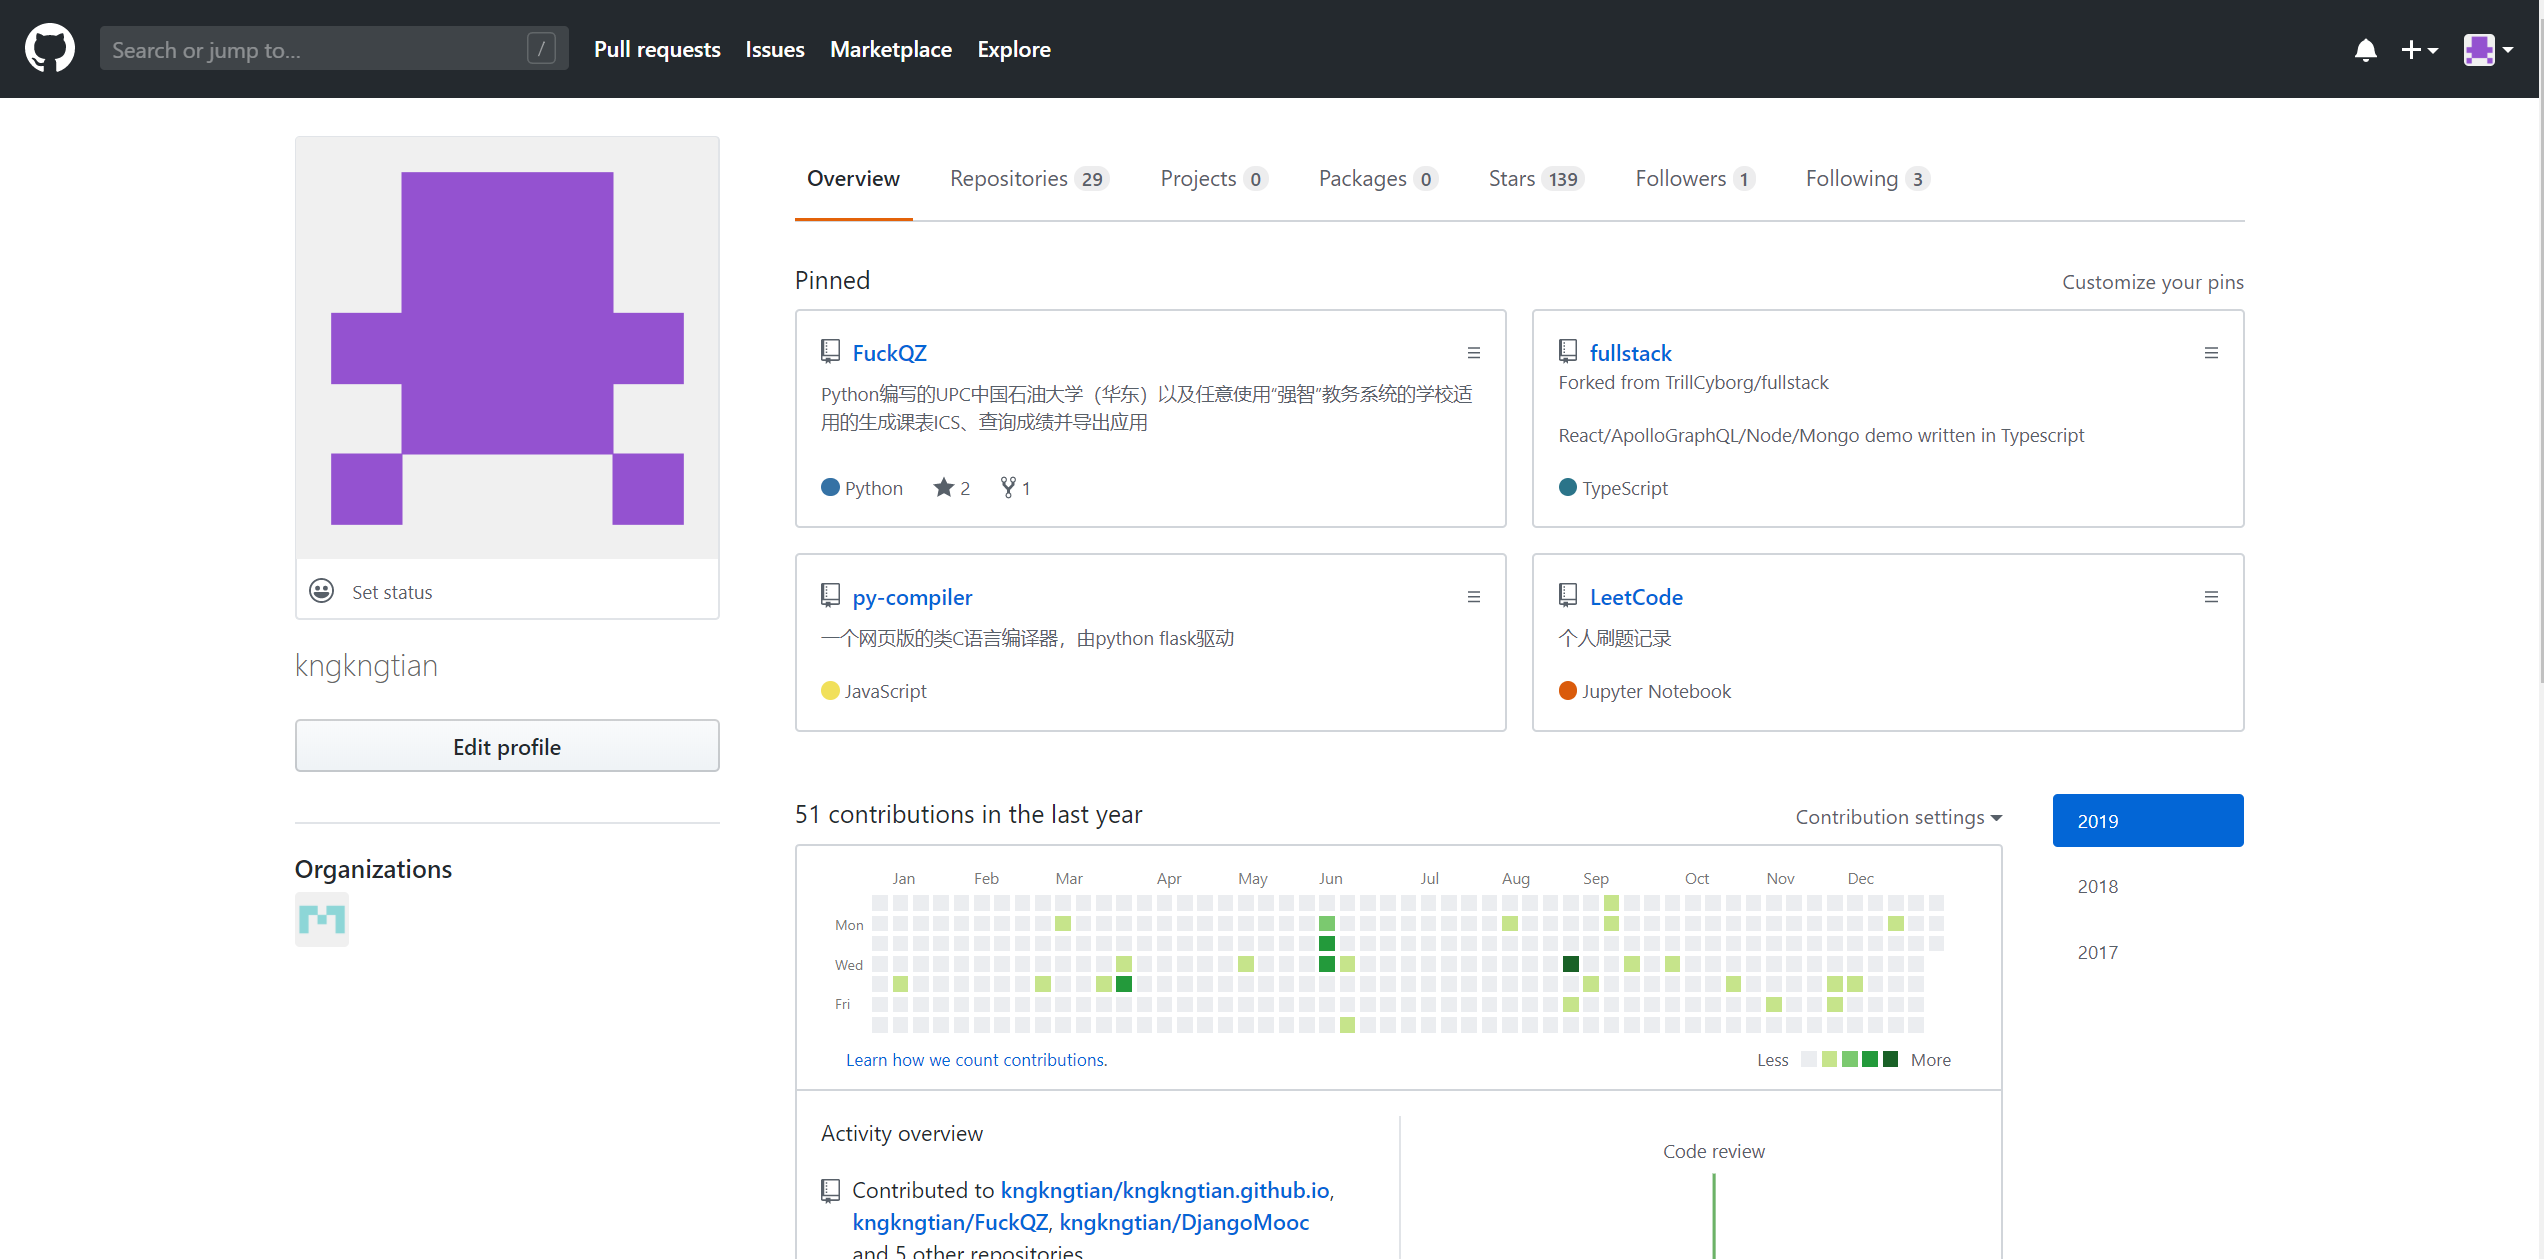 Search or jump to...
/
Pull requests
Issues
Marketplace
Explore
Overview
Repositories 29
Projects 0
Packages 0
Stars 139
Followers 1
Following 3
Set status
kngkngtian
Edit profile
Organizations
Pinned
Customize your pins
FuckQZ
Python编写的UPC中国石油大学（华东）以及任意使用“强智”教务系统的学校适
用的生成课表ICS、查询成绩并导出应用
Python 2 1
fullstack
Forked from TrillCyborg/fullstack
React/ApolloGraphQL/Node/Mongo demo written in Typescript
TypeScript
py-compiler
一个网页版的类C语言编译器，由python flask驱动
JavaScript
LeetCode
个人刷题记录
Jupyter Notebook
51 contributions in the last year
Contribution settings
2019
2018
2017
Jan Feb Mar Apr May Jun Jul Aug Sep Oct Nov Dec
Mon
Wed
Fri
Learn how we count contributions.
Less More
Activity overview
Contributed to kngkngtian/kngkngtian.github.io,
kngkngtian/FuckQZ, kngkngtian/DjangoMooc
and 5 other repositories
Code review